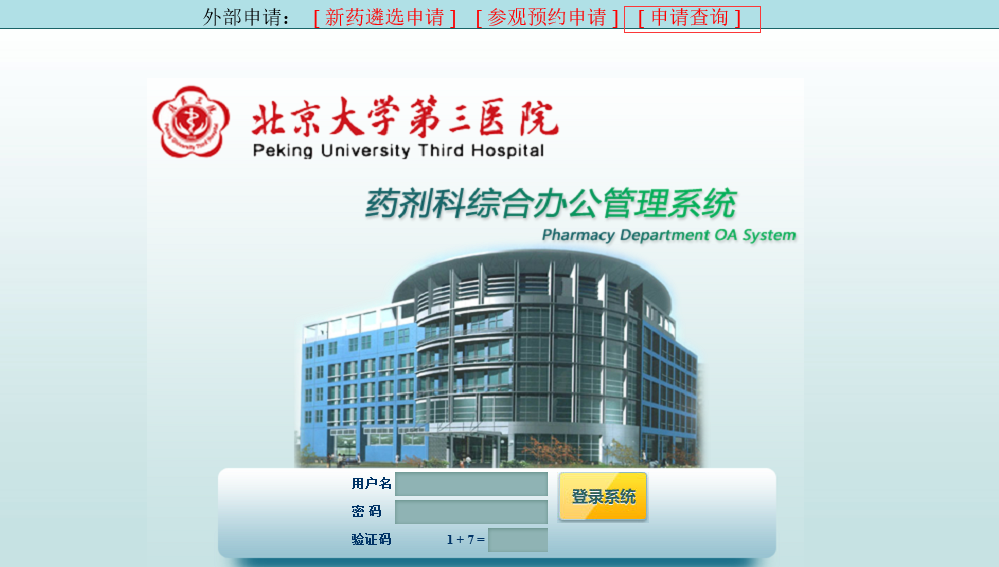 外部申请： [ 新药遴选申请 ] [ 参观预约申请 ] [ 申请查询 ]
北京大学第三医院
Peking University Third Hospital
药剂科综合办公管理系统
Pharmacy Department OA System
用户名
登录系统
密 码
验证码 1 + 7 =